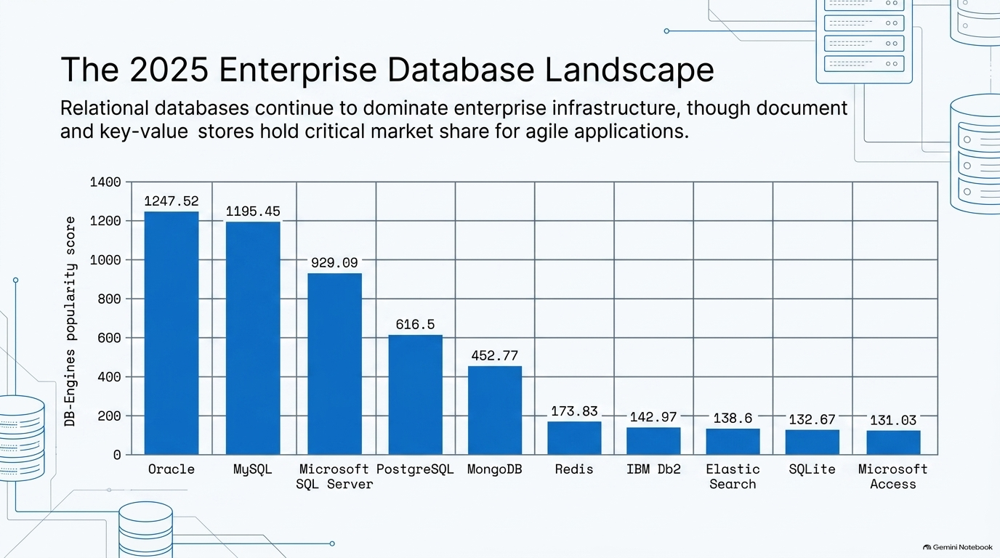 The 2025 Enterprise Database Landscape
Relational databases continue to dominate enterprise infrastructure, though document
and key-value stores hold critical market share for agile applications.
DB-Engines popularity score
1400
1200
1000
800
600
400
200
0
1247.52
1195.45
929.09
616.5
452.77
173.83
142.97
138.6
132.67
131.03
Oracle
MySQL
Microsoft
SQL Server
PostgreSQL
MongoDB
Redis
IBM Db2
Elastic
Search
SQLite
Microsoft
Access
Gemini Notebook